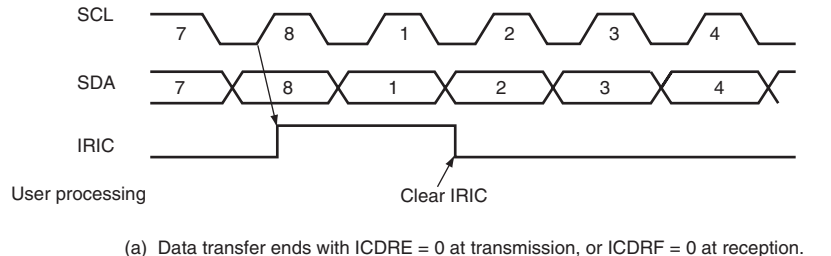 SCL 7 8 1 2 3 4
SDA 7 8 1 2 3 4
IRIC
User processing Clear IRIC
(a) Data transfer ends with ICDRE = 0 at transmission, or ICDRF = 0 at reception.